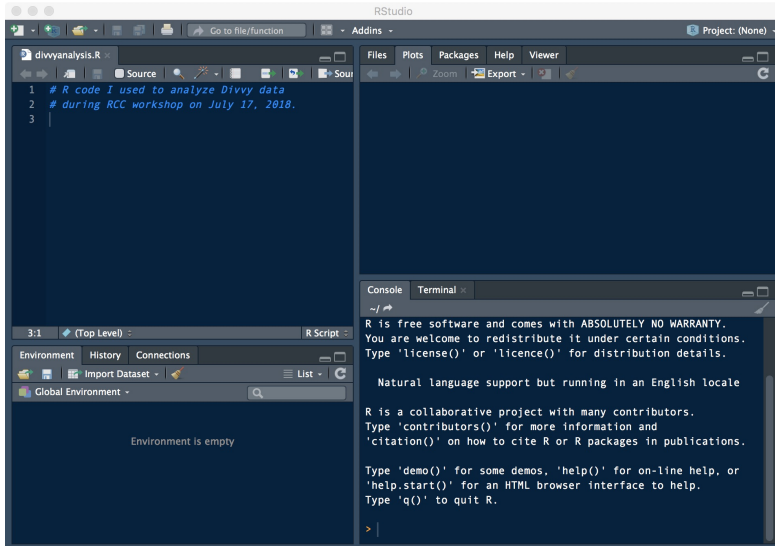 RStudio
Go to file/function
Addins
Project: (None)
divvyanalysis.R
Source
Sour
1 # R code I used to analyze Divvy data
2 # during RCC workshop on July 17, 2018.
3
3:1 (Top Level) R Script
Environment History Connections
Import Dataset List
Global Environment
Environment is empty
Files Plots Packages Help Viewer
Zoom Export
Console Terminal
~/
R is free software and comes with ABSOLUTELY NO WARRANTY.
You are welcome to redistribute it under certain conditions.
Type 'license()' or 'licence()' for distribution details.
Natural language support but running in an English locale
R is a collaborative project with many contributors.
Type 'contributors()' for more information and
'citation()' on how to cite R or R packages in publications.
Type 'demo()' for some demos, 'help()' for on-line help, or
'help.start()' for an HTML browser interface to help.
Type 'q()' to quit R.
>